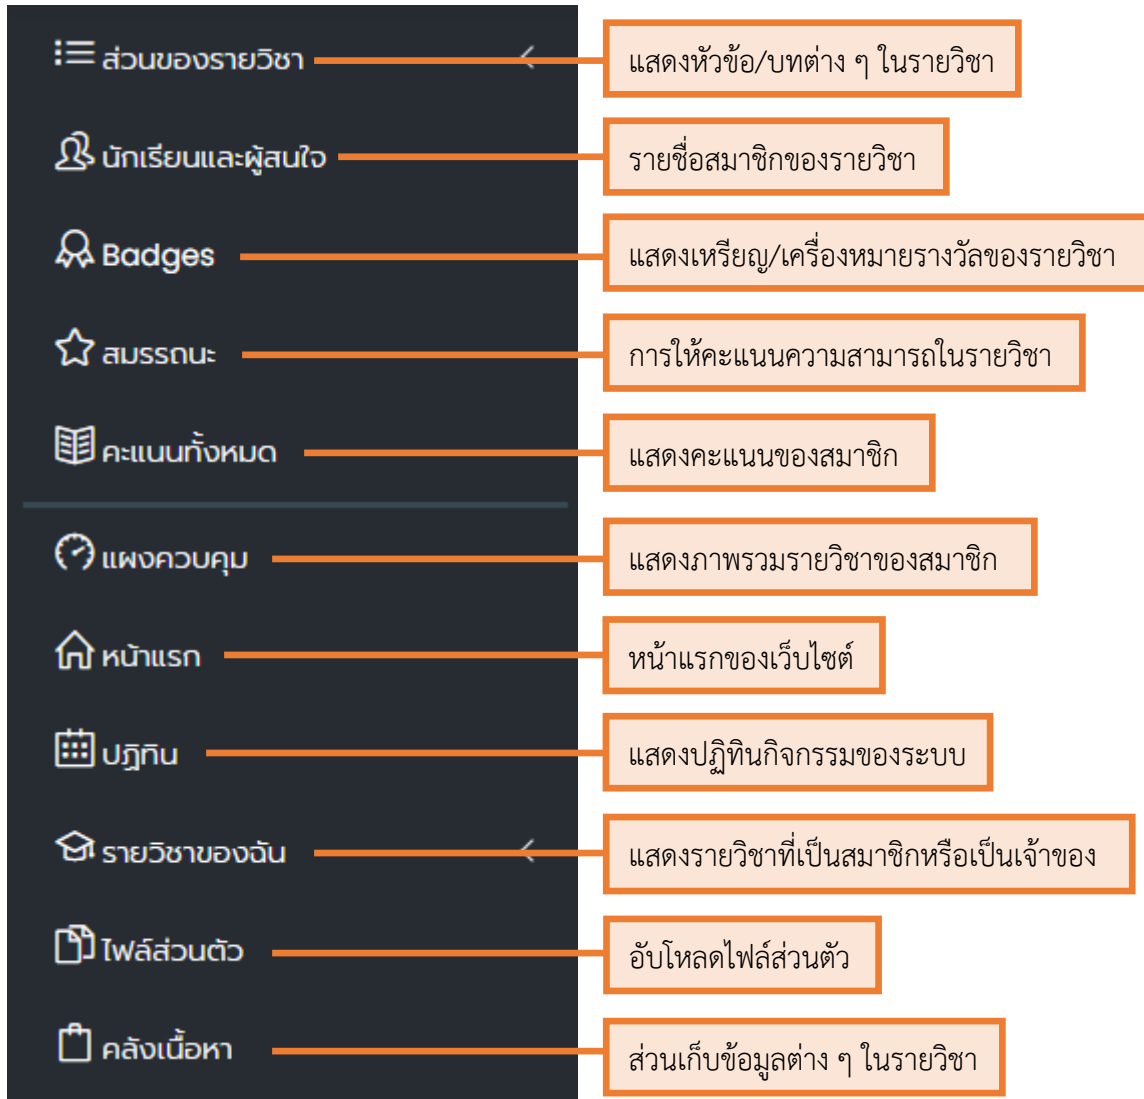 ส่วนของรายวิชา
แสดงหัวข้อ/บทต่าง ๆ ในรายวิชา
นักเรียนและผู้สนใจ
รายชื่อสมาชิกของรายวิชา
Badges
แสดงเหรียญ/เครื่องหมายรางวัลของรายวิชา
สมรรถนะ
การให้คะแนนความสามารถในรายวิชา
คะแนนทั้งหมด
แสดงคะแนนของสมาชิก
แผงควบคุม
แสดงภาพรวมรายวิชาของสมาชิก
หน้าแรก
หน้าแรกของเว็บไซต์
ปฏิทิน
แสดงปฏิทินกิจกรรมของระบบ
รายวิชาของฉัน
แสดงรายวิชาที่เป็นสมาชิกหรือเป็นเจ้าของ
ไฟล์ส่วนตัว
อับโหลดไฟล์ส่วนตัว
คลังเนื้อหา
ส่วนเก็บข้อมูลต่าง ๆ ในรายวิชา